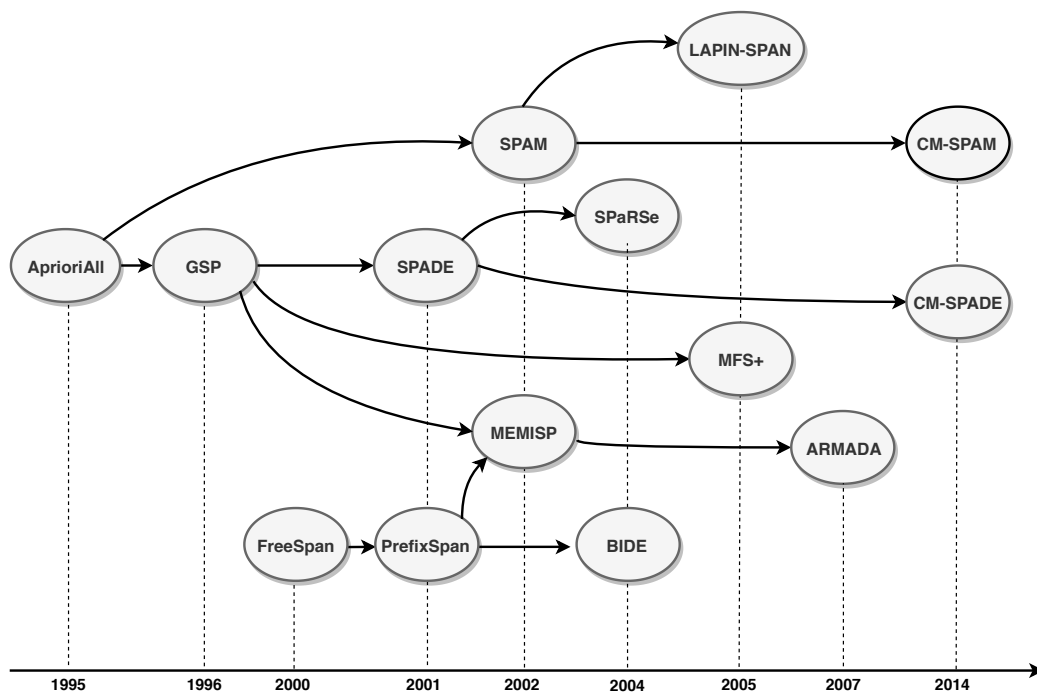 LAPIN-SPAN
SPAM
CM-SPAM
SPaRSe
AprioriAll
GSP
SPADE
CM-SPADE
MFS+
MEMISP
ARMADA
FreeSpan
PrefixSpan
BIDE
1995 1996 2000 2001 2002 2004 2005 2007 2014